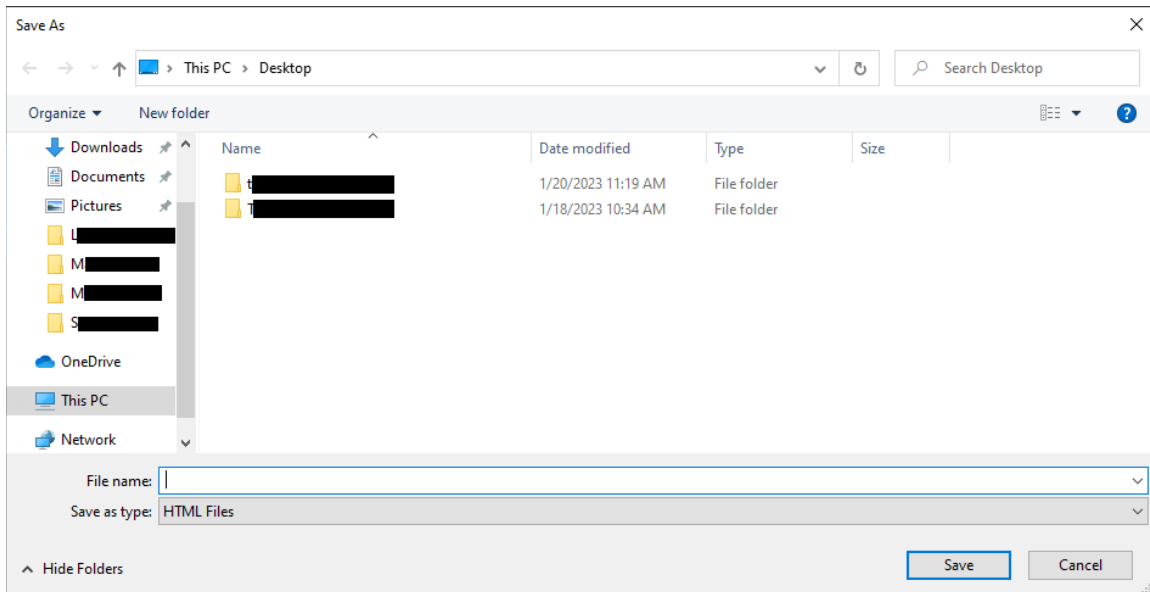 Save As
This PC > Desktop
Search Desktop
Organize
New folder
Downloads
Documents
Pictures
L
M
M
S
OneDrive
This PC
Network
Name
Date modified
Type
Size
t
1/20/2023 11:19 AM
File folder
T
1/18/2023 10:34 AM
File folder
File name:
Save as type: HTML Files
Hide Folders
Save
Cancel